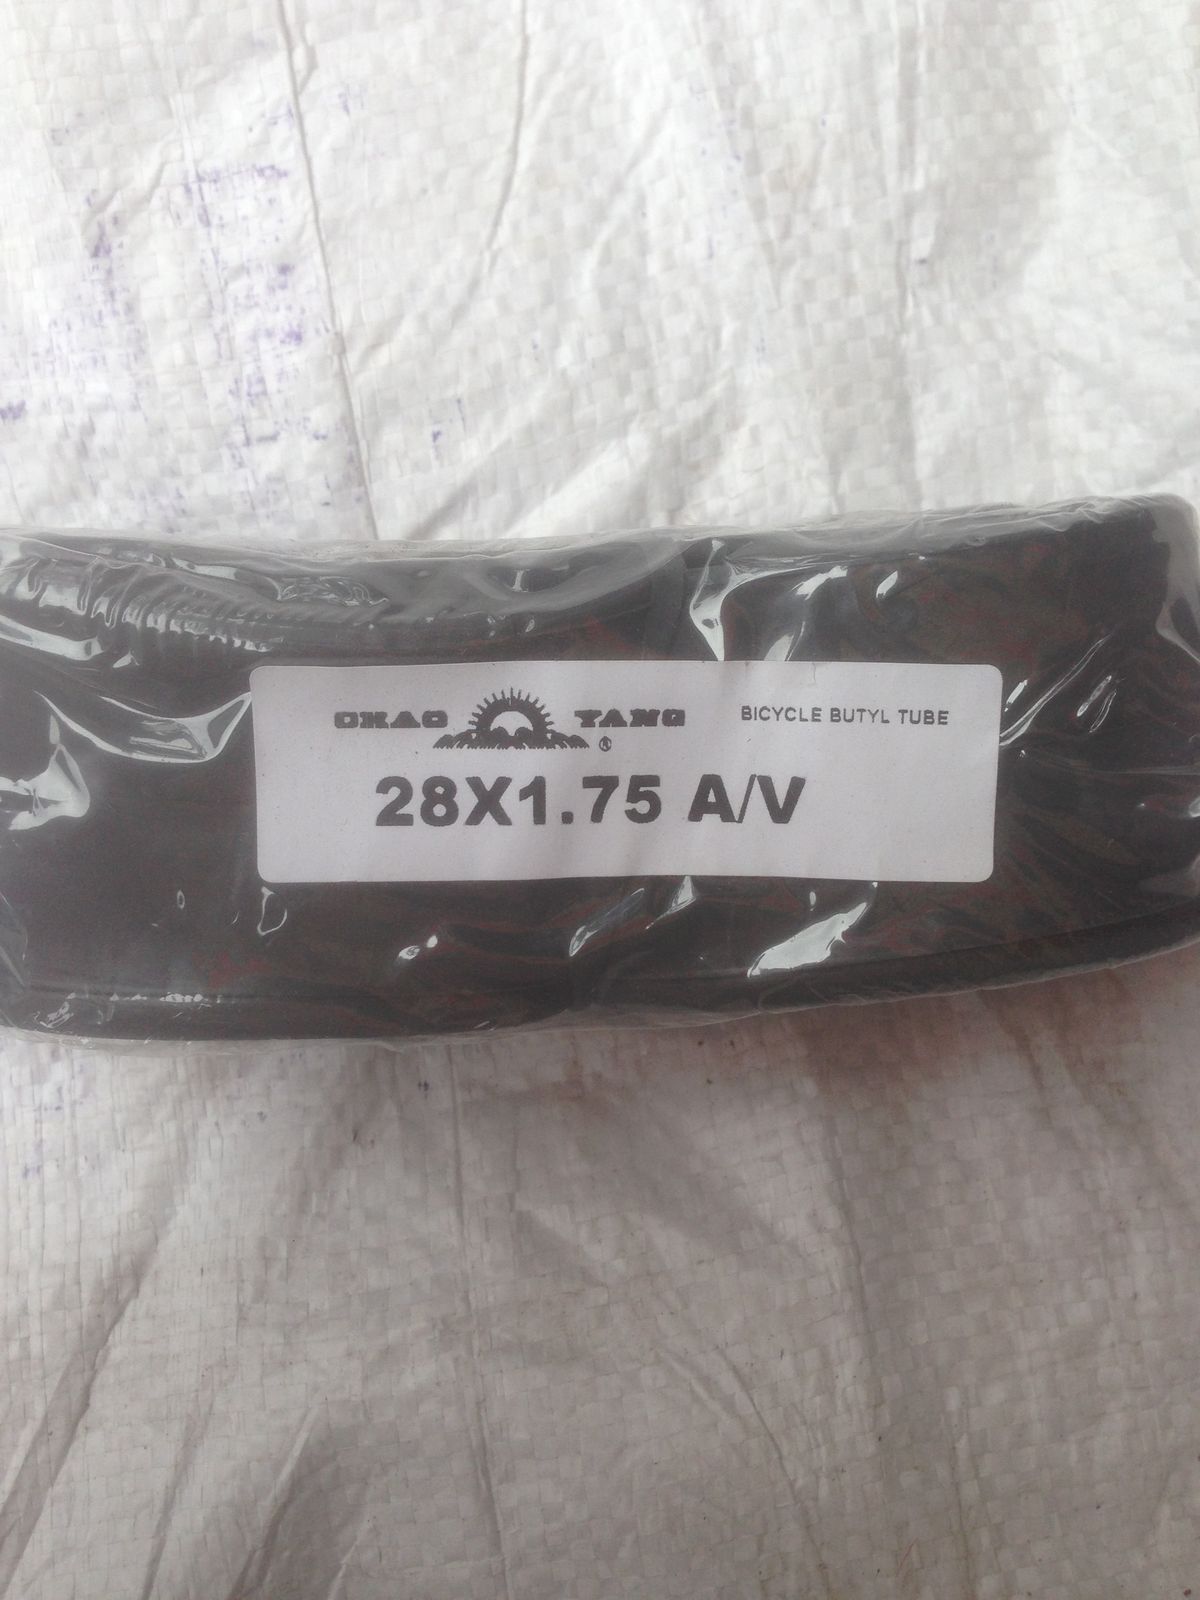 CHAO YANG ®
BICYCLE BUTYL TUBE
28X1.75 A/V